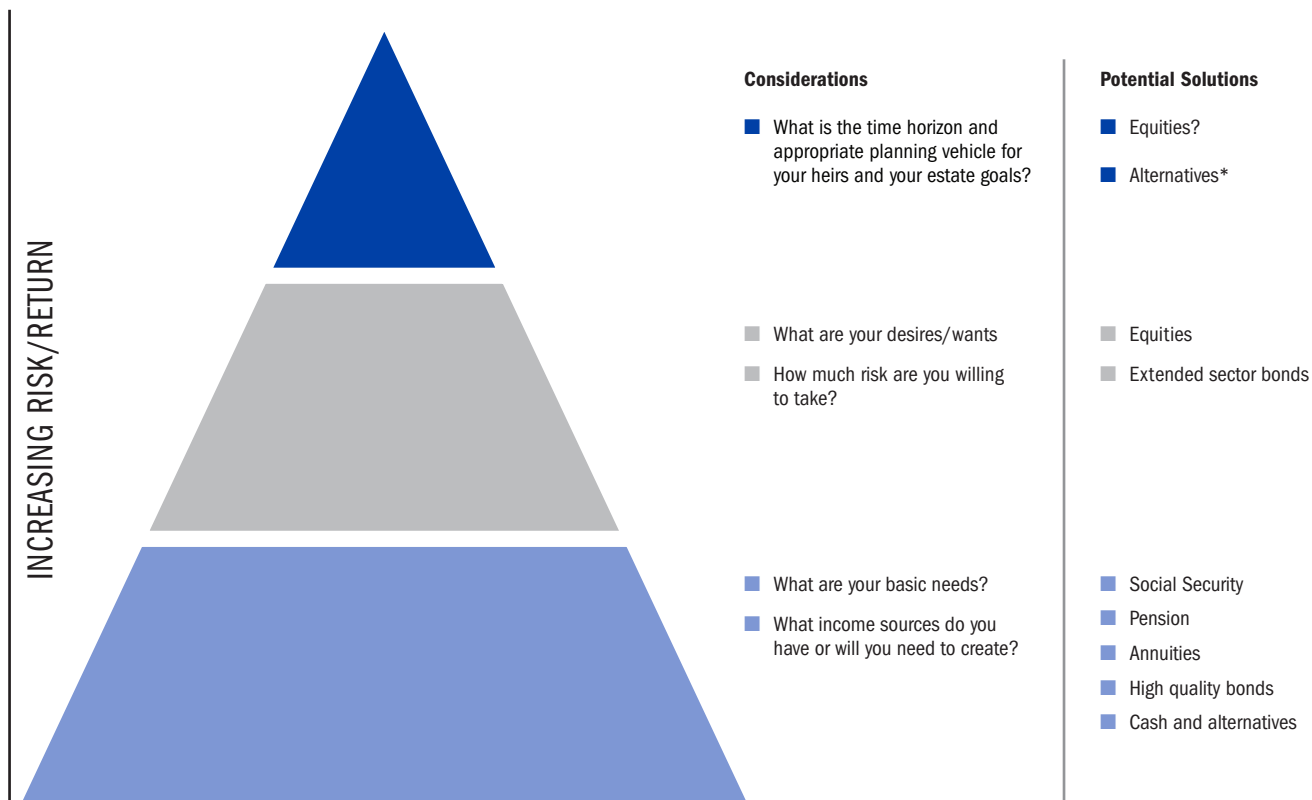 INCREASING RISK/RETURN
Considerations
What is the time horizon and
appropriate planning vehicle for
your heirs and your estate goals?
What are your desires/wants
How much risk are you willing
to take?
What are your basic needs?
What income sources do you
have or will you need to create?
Potential Solutions
Equities?
Alternatives*
Equities
Extended sector bonds
Social Security
Pension
Annuities
High quality bonds
Cash and alternatives